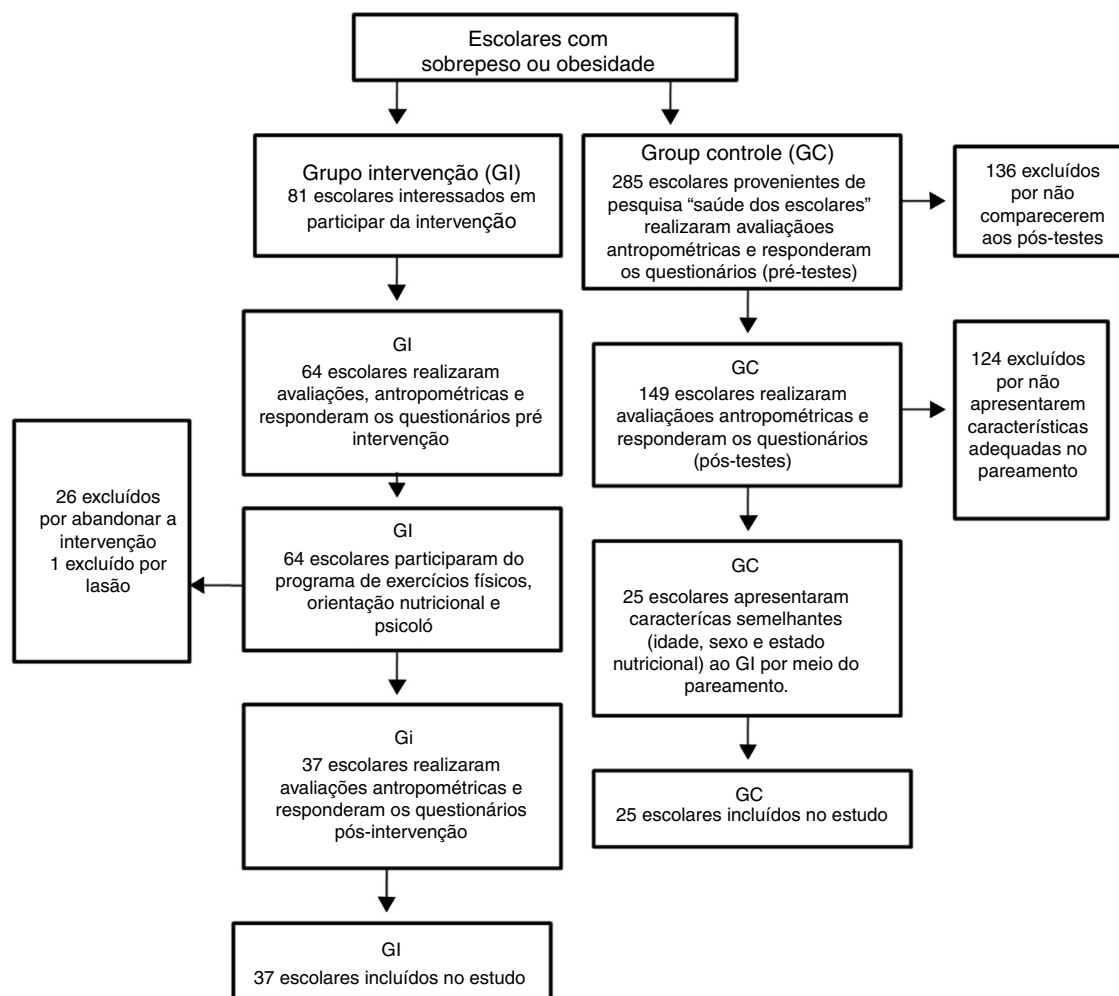 Escolares com
sobrepeso ou obesidade
Grupo intervenção (GI)
81 escolares interessados em
participar da intervenção
Group controle (GC)
285 escolares provenientes de
pesquisa “saúde dos escolares”
realizaram avaliaçãoes
antropométricas e responderam
os questionários (pré-testes)
136 excluídos
por não
comparecerem
aos pós-testes
GI
64 escolares realizaram
avaliações, antropométricas e
responderam os questionários pré
intervenção
GC
149 escolares realizaram
avaliaçãoes antropométricas e
responderam os questionários
(pós-testes)
124 excluídos
por não
apresentarem
características
adequadas no
pareamento
26 excluídos
por abandonar a
intervenção
1 excluído por
lasão
GI
64 escolares participaram do
programa de exercícios físicos,
orientação nutricional e
psicoló
GC
25 escolares apresentaram
caracterícas semelhantes
(idade, sexo e estado
nutricional) ao GI por meio do
pareamento.
Gi
37 escolares realizaram
avaliações antropométricas e
responderam os questionários
pós-intervenção
GC
25 escolares incluídos no estudo
GI
37 escolares incluídos no estudo